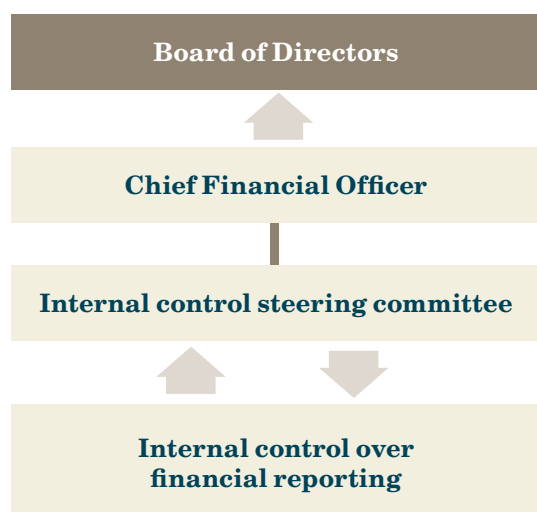 Board of Directors
Chief Financial Officer
Internal control steering committee
Internal control over
financial reporting